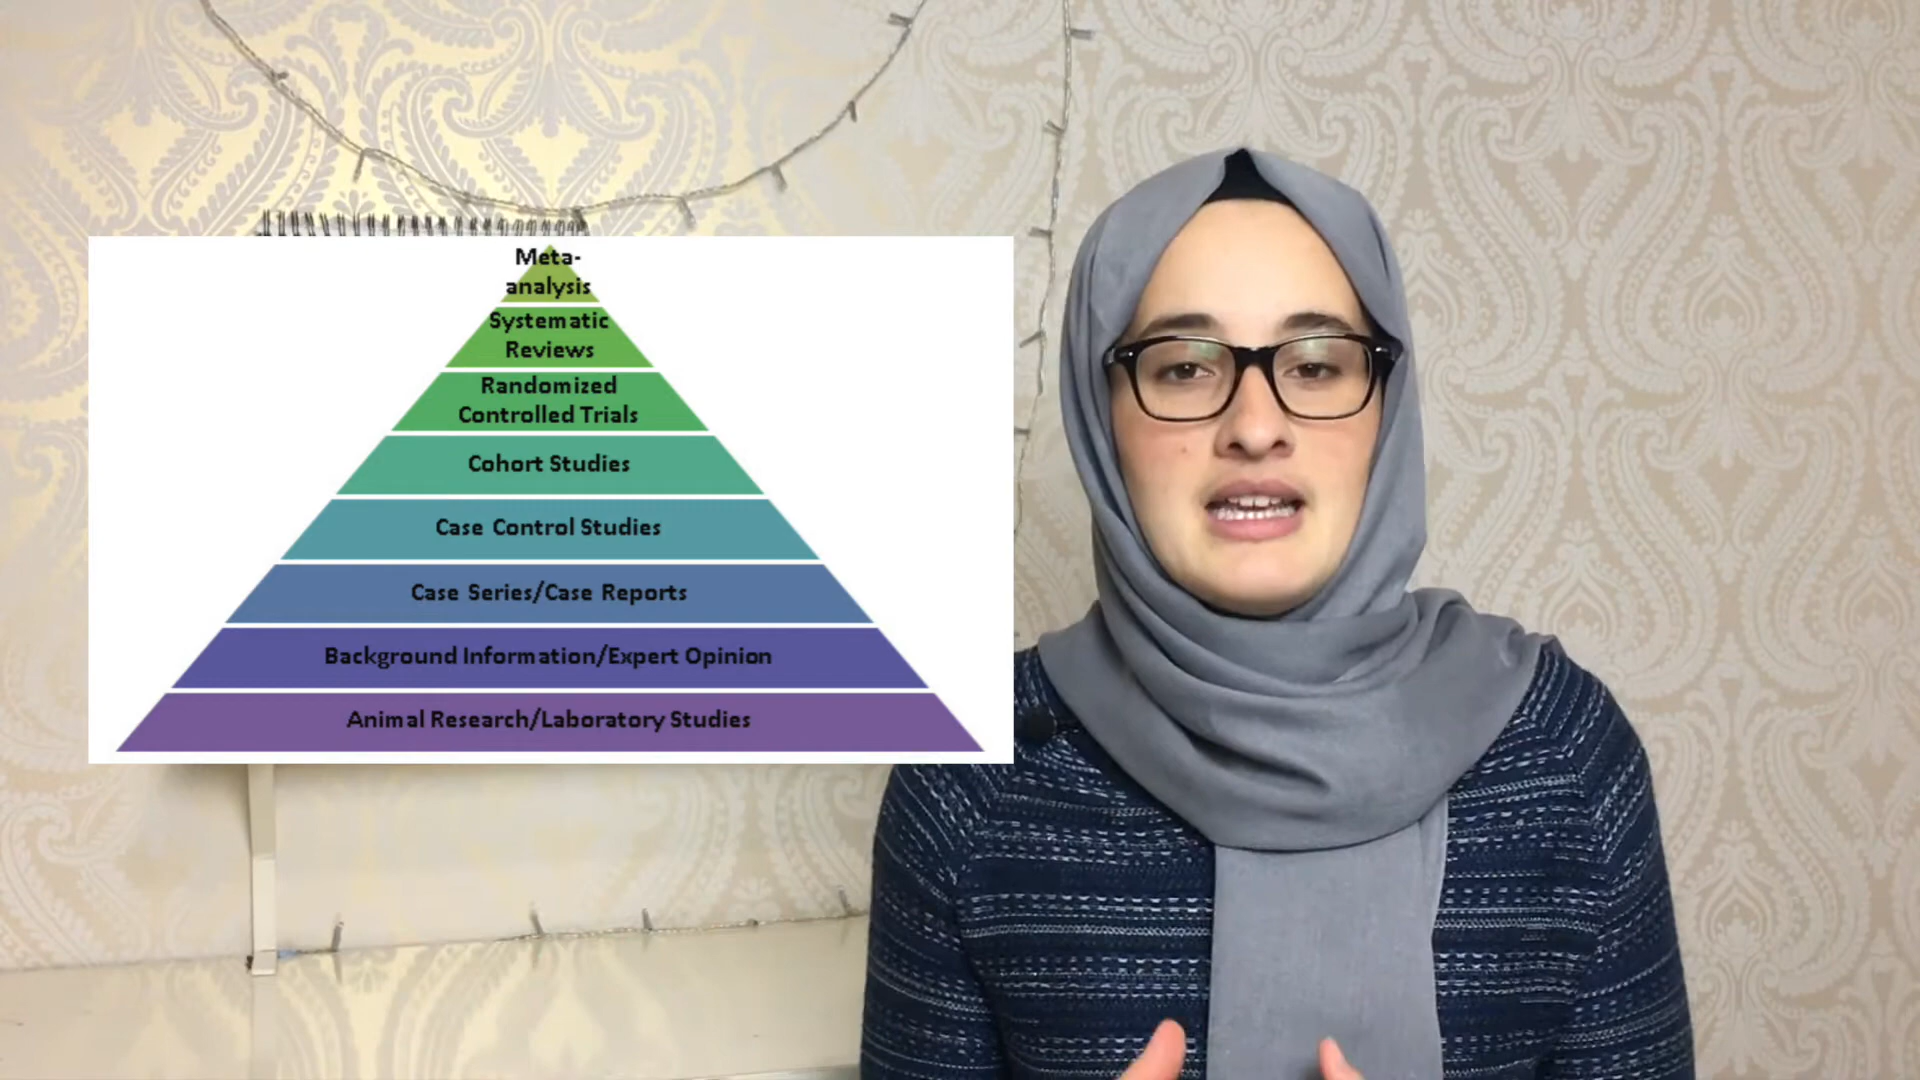 Meta-
analysis
Systematic
Reviews
Randomized
Controlled Trials
Cohort Studies
Case Control Studies
Case Series/Case Reports
Background Information/Expert Opinion
Animal Research/Laboratory Studies